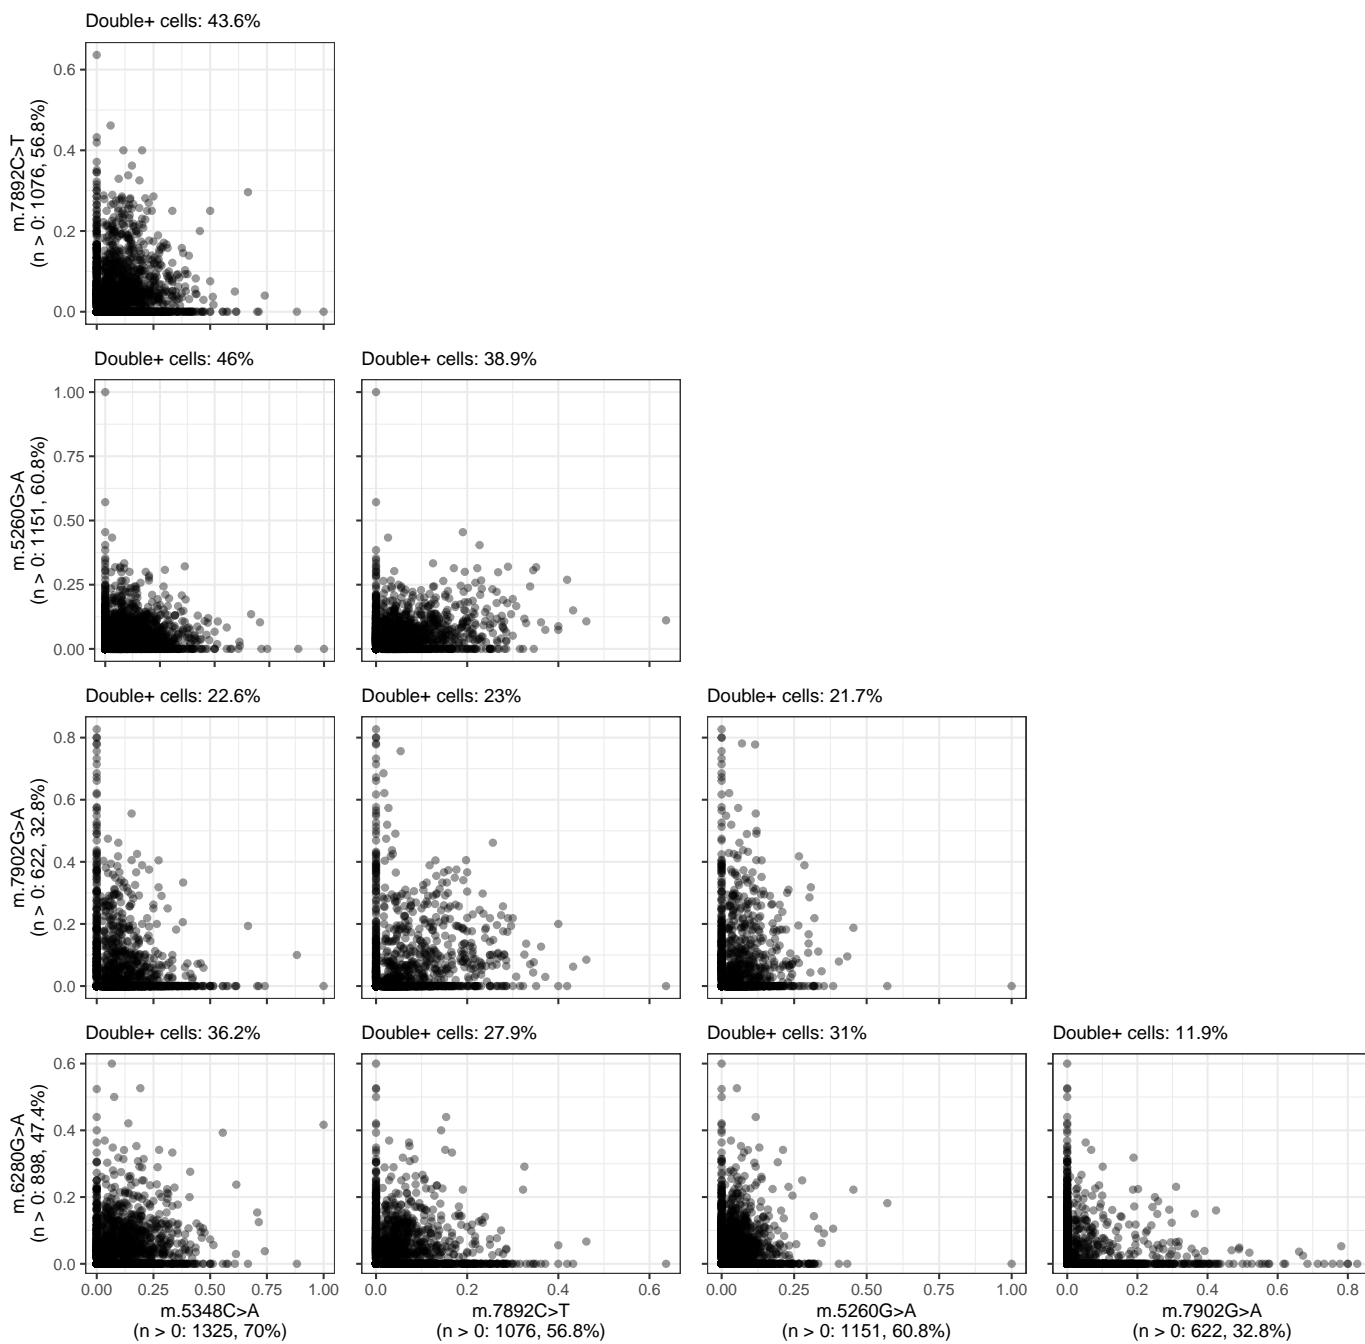 Double+ cells: 43.6%
m.7892C>T
(n > 0: 1076, 56.8%)
0.6
0.4
0.2
0.0
Double+ cells: 46%
Double+ cells: 38.9%
m.5260G>A
(n > 0: 1151, 60.8%)
1.00
0.75
0.50
0.25
0.00
Double+ cells: 22.6%
Double+ cells: 23%
Double+ cells: 21.7%
m.7902G>A
(n > 0: 622, 32.8%)
0.8
0.6
0.4
0.2
0.0
Double+ cells: 36.2%
Double+ cells: 27.9%
Double+ cells: 31%
Double+ cells: 11.9%
m.6280G>A
(n > 0: 898, 47.4%)
0.6
0.4
0.2
0.0
0.00 0.25 0.50 0.75 1.00
0.0 0.2 0.4 0.6
0.00 0.25 0.50 0.75 1.00
0.0 0.2 0.4 0.6 0.8
m.5348C>A
(n > 0: 1325, 70%)
m.7892C>T
(n > 0: 1076, 56.8%)
m.5260G>A
(n > 0: 1151, 60.8%)
m.7902G>A
(n > 0: 622, 32.8%)